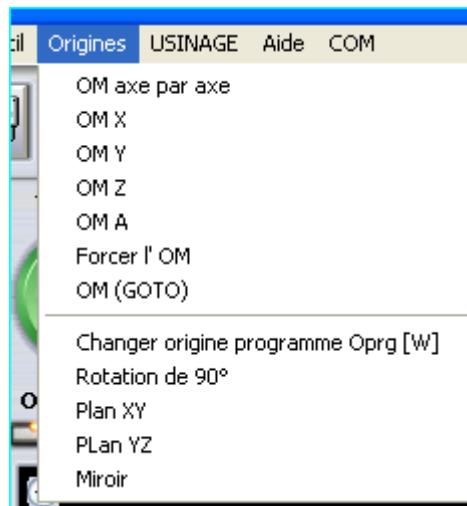 Origines USINAGE Aide COM
OM axe par axe
OM X
OM Y
OM Z
OM A
Forcer l' OM
OM (GOTO)
Changer origine programme Oprg [W]
Rotation de 90°
Plan XY
PLan YZ
Miroir